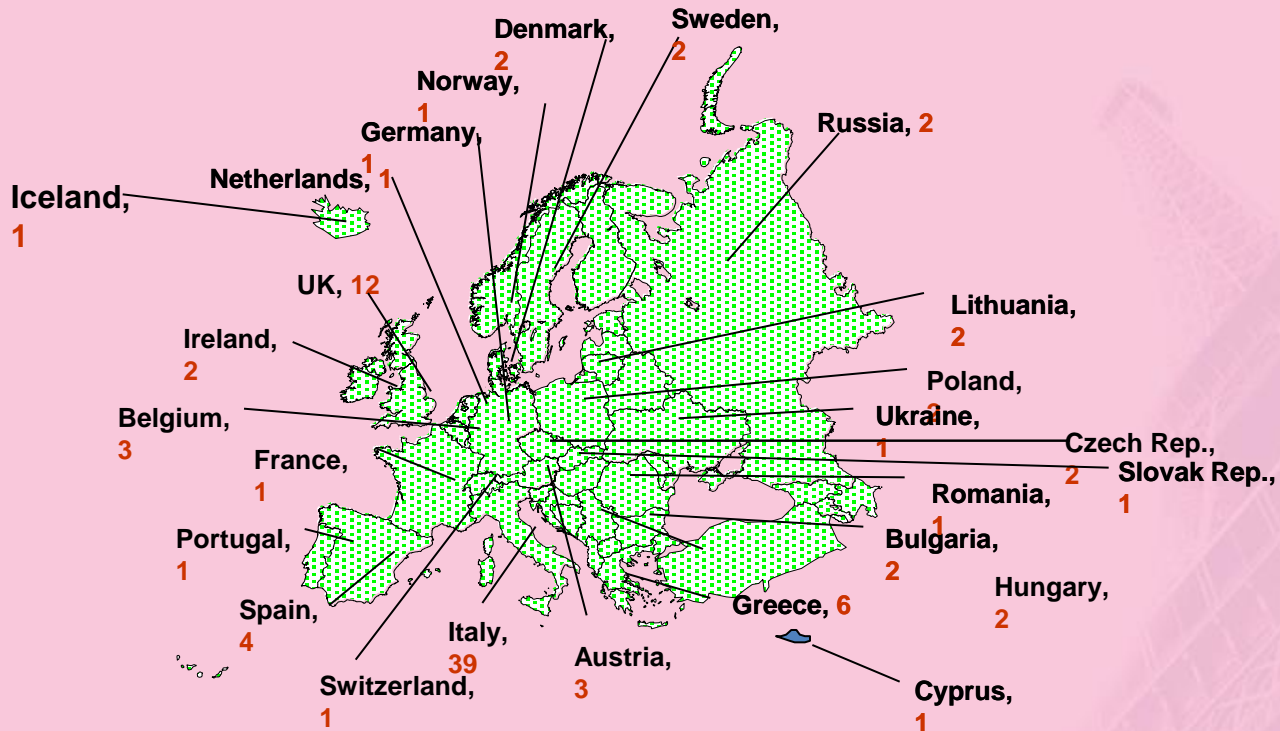 Sweden,
2
Denmark,
2
Norway,
1
Germany,
1
Russia, 2
Netherlands, 1
Iceland,
1
UK, 12
Lithuania,
2
Ireland,
2
Poland,
Belgium,
3
Ukraine,
1
Czech Rep.,
2
France,
1
Slovak Rep.,
1
Romania,
1
Portugal,
1
Bulgaria,
2
Hungary,
2
Spain,
4
Greece, 6
Italy,
39
Austria,
3
Switzerland,
1
Cyprus,
1